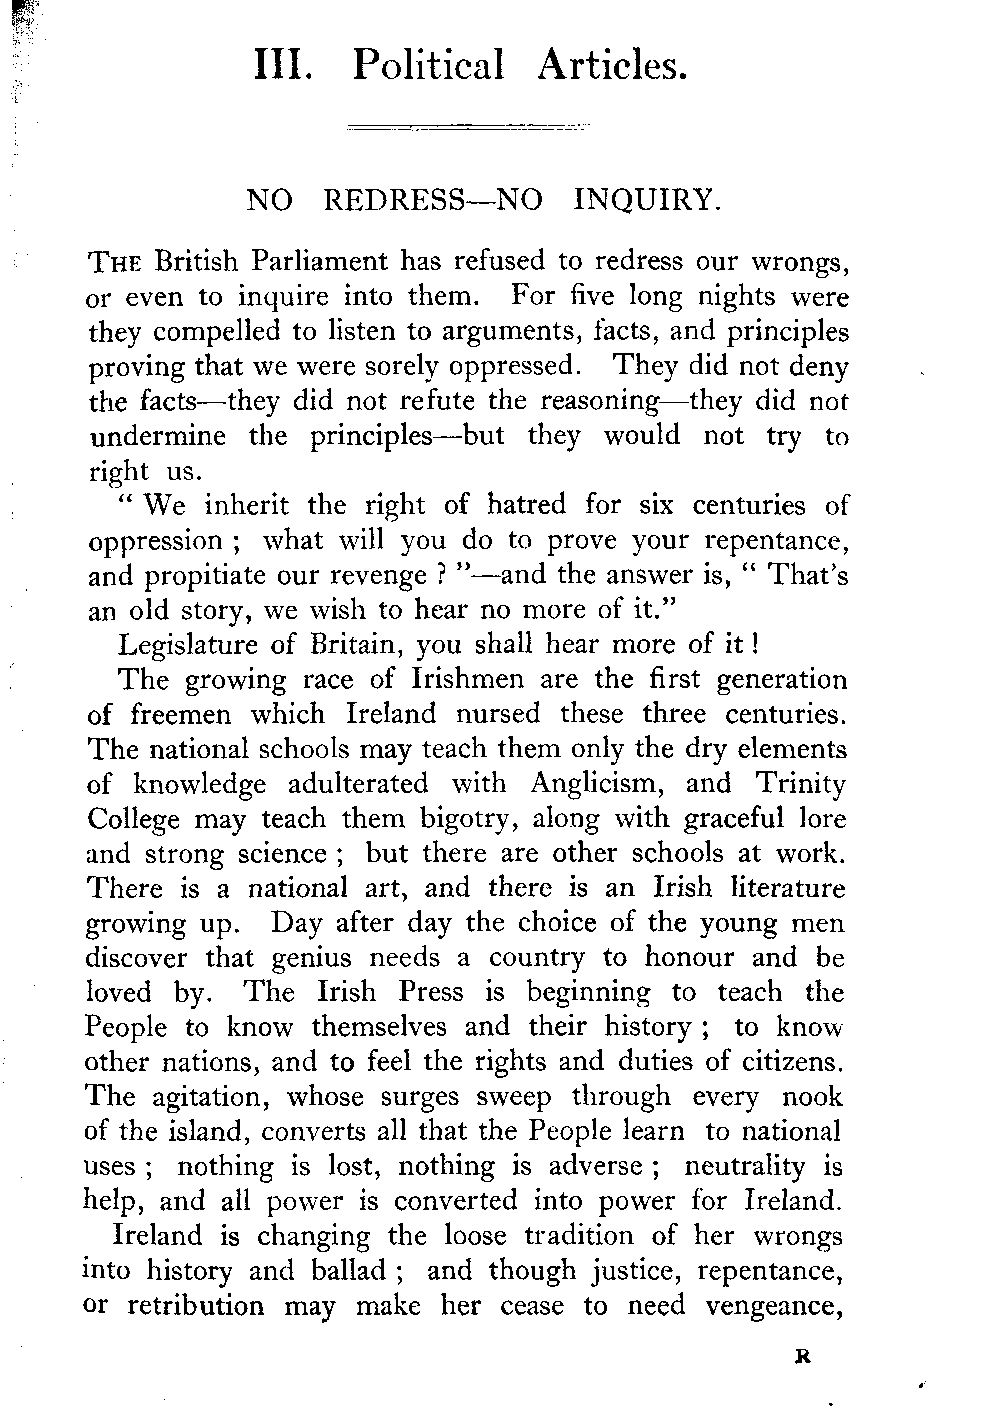 III. Political Articles.
NO REDRESS—NO INQUIRY.
THE British Parliament has refused to redress our wrongs,
or even to inquire into them. For five long nights were
they compelled to listen to arguments, facts, and principles
proving that we were sorely oppressed. They did not deny
the facts—they did not refute the reasoning—they did not
undermine the principles—but they would not try to
right us.
“ We inherit the right of hatred for six centuries of
oppression ; what will you do to prove your repentance,
and propitiate our revenge ? ”—and the answer is, “ That’s
an old story, we wish to hear no more of it.”
Legislature of Britain, you shall hear more of it !
The growing race of Irishmen are the first generation
of freemen which Ireland nursed these three centuries.
The national schools may teach them only the dry elements
of knowledge adulterated with Anglicism, and Trinity
College may teach them bigotry, along with graceful lore
and strong science ; but there are other schools at work.
There is a national art, and there is an Irish literature
growing up. Day after day the choice of the young men
discover that genius needs a country to honour and be
loved by. The Irish Press is beginning to teach the
People to know themselves and their history ; to know
other nations, and to feel the rights and duties of citizens.
The agitation, whose surges sweep through every nook
of the island, converts all that the People learn to national
uses ; nothing is lost, nothing is adverse ; neutrality is
help, and all power is converted into power for Ireland.
Ireland is changing the loose tradition of her wrongs
into history and ballad ; and though justice, repentance,
or retribution may make her cease to need vengeance,
R